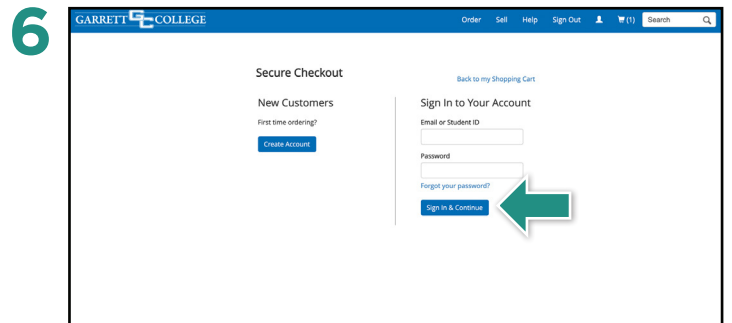 6
GARRETT GC COLLEGE
Order Sell Help Sign Out (1) Search
Secure Checkout
Back to my Shopping Cart
New Customers
First time ordering?
Create Account
Sign In to Your Account
Email or Student ID
Password
Forgot your password?
Sign In & Continue